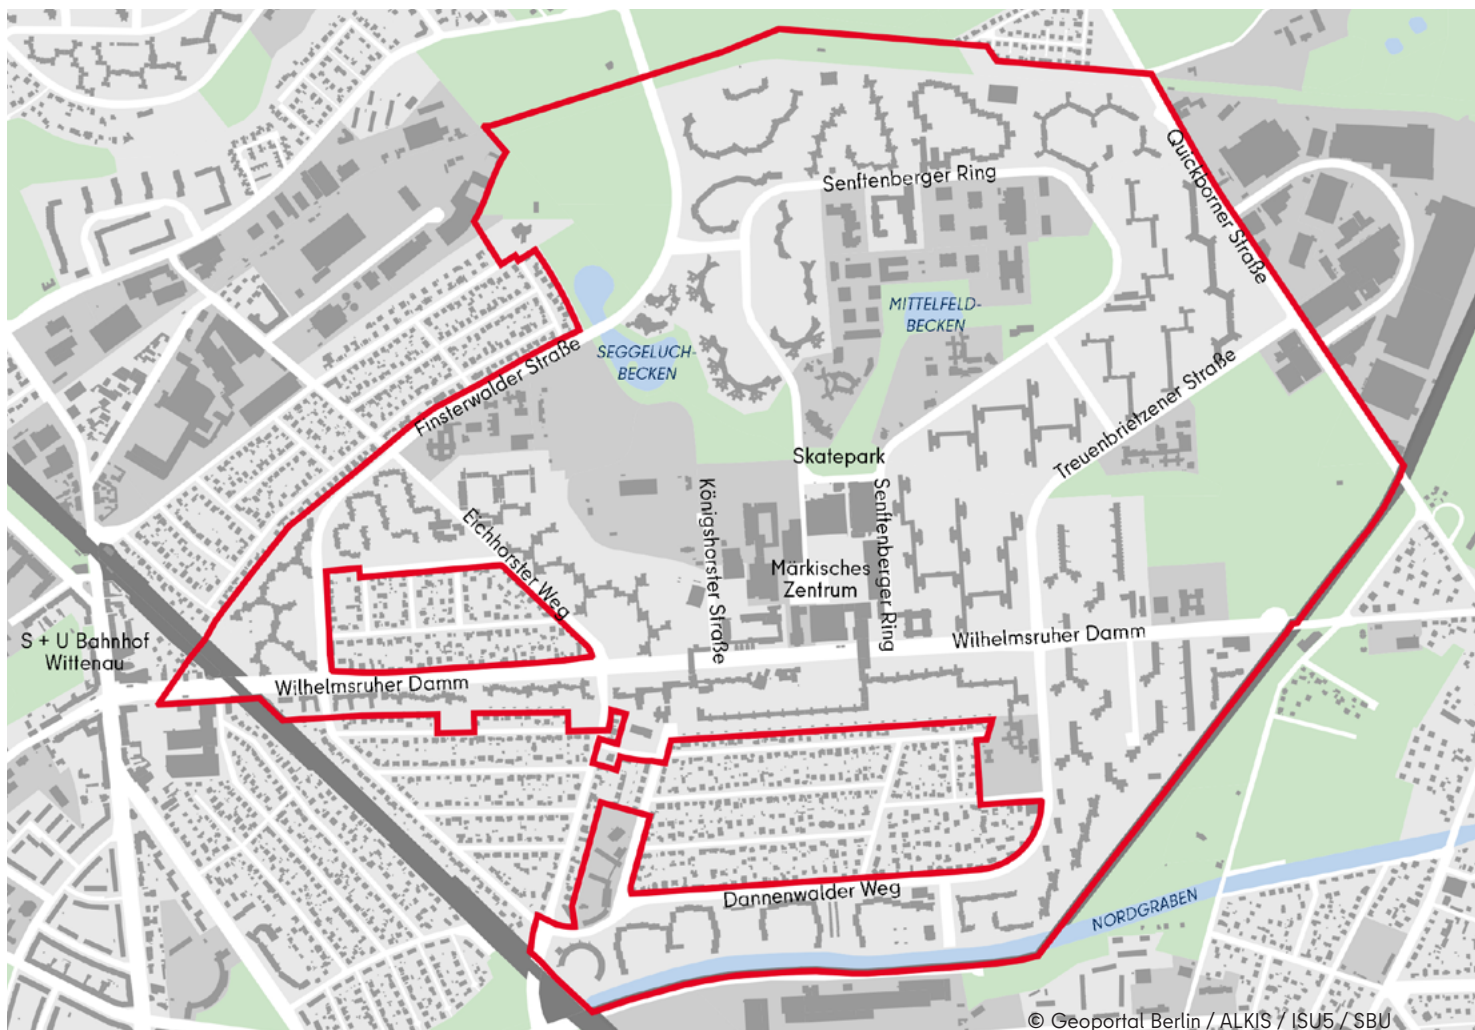 Quickborner Straße
Senftenberger Ring
MITTELFELD-
BECKEN
SEGGELUCH-
BECKEN
Finsterwalder Straße
Treuenbrietzener Straße
Skatepark
Königshorster Straße
Senftenberger Ring
Eichhorster Weg
Märkisches
Zentrum
S + U Bahnhof
Wittenau
Wilhelmsruher Damm
Wilhelmsruher Damm
Dannenwalder Weg
NORDGRABEN
© Geoportal Berlin / ALKIS / ISU5 / SBU